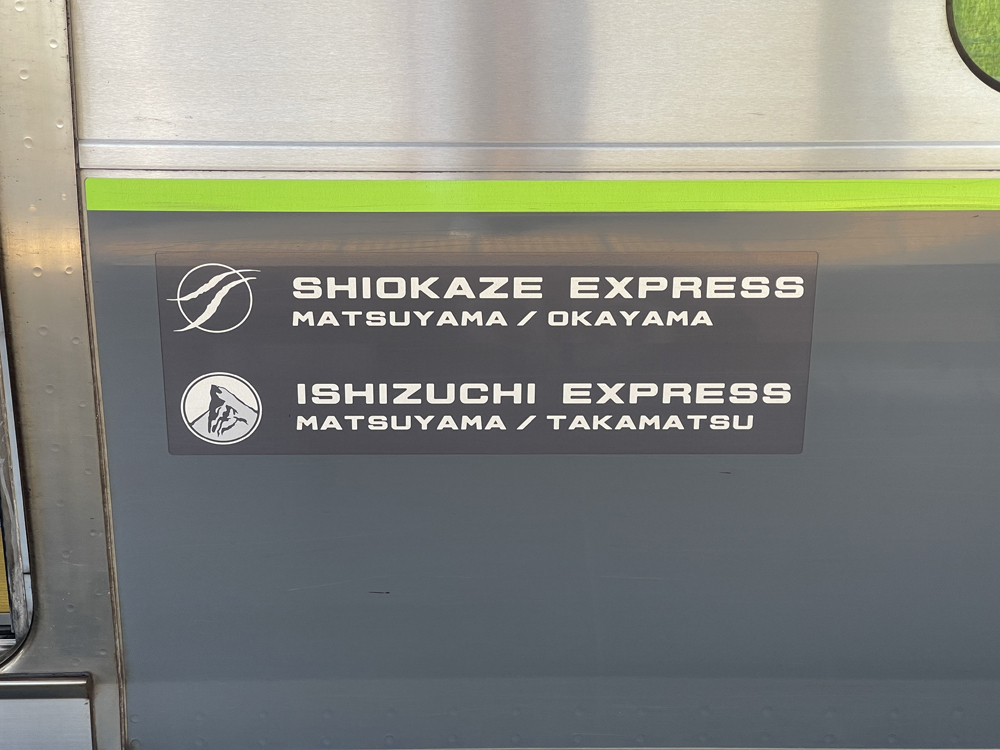 SHIOKAZE EXPRESS
MATSUYAMA / OKAYAMA
ISHIZUCHI EXPRESS
MATSUYAMA / TAKAMATSU